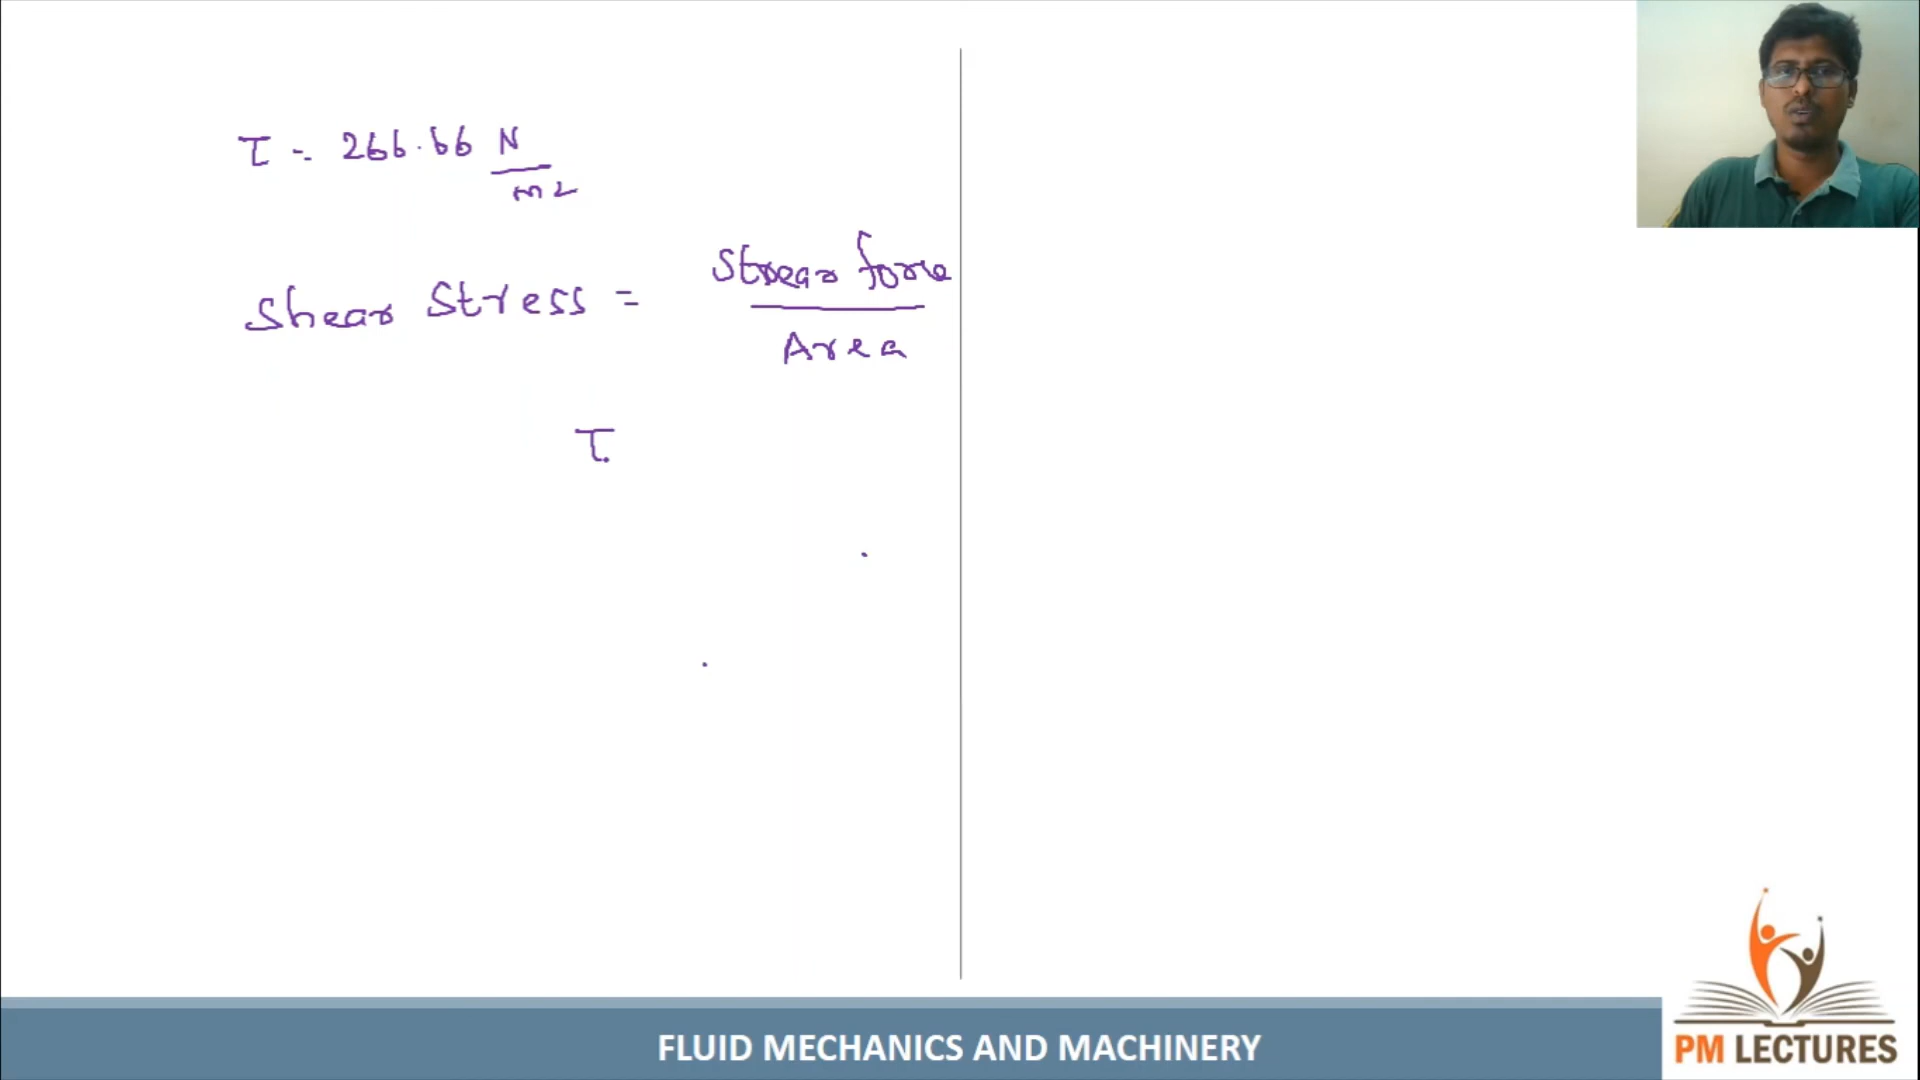 τ = 266.66 N
m2
Shear Stress = Shear force
Area
τ
FLUID MECHANICS AND MACHINERY
PM LECTURES